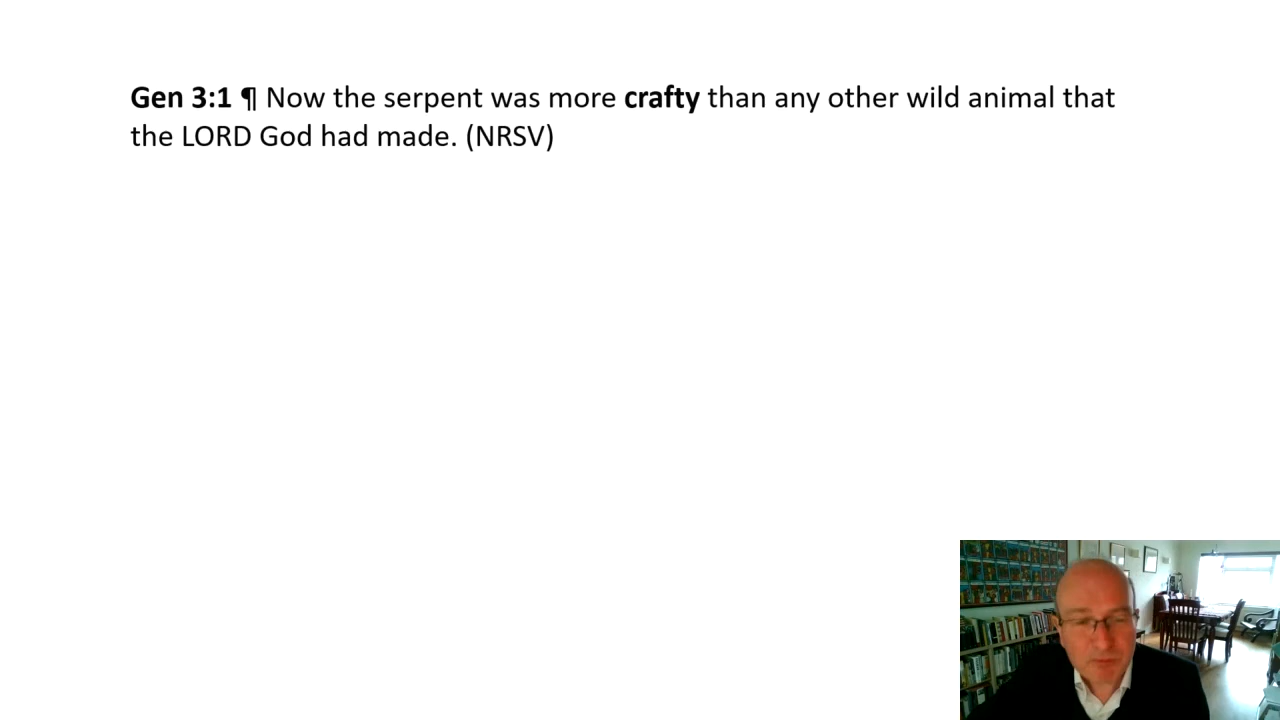 Gen 3:1 ¶ Now the serpent was more crafty than any other wild animal that
the LORD God had made. (NRSV)